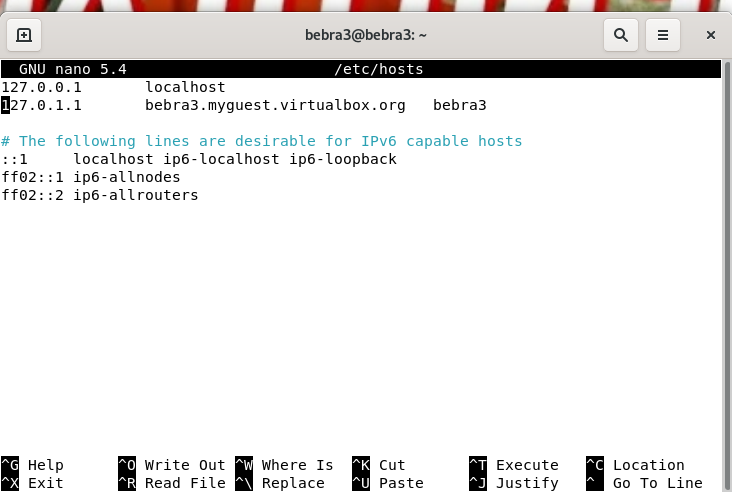 bebra3@bebra3: ~
GNU nano 5.4 /etc/hosts
127.0.0.1 localhost
127.0.1.1 bebra3.myguest.virtualbox.org bebra3
# The following lines are desirable for IPv6 capable hosts
::1 localhost ip6-localhost ip6-loopback
ff02::1 ip6-allnodes
ff02::2 ip6-allrouters
^G Help ^O Write Out ^W Where Is ^K Cut ^T Execute ^C Location
^X Exit ^R Read File ^\ Replace ^U Paste ^J Justify ^_ Go To Line